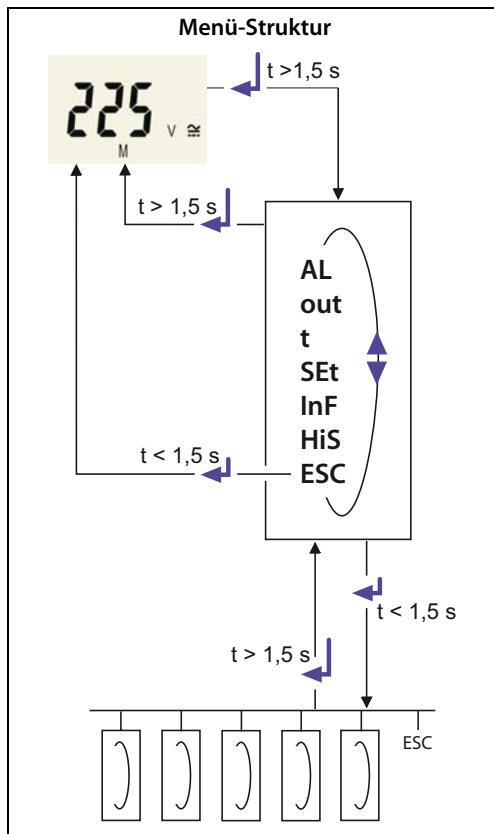 Menü-Struktur
t >1,5 s
225 V ≅
M
t > 1,5 s
AL
out
t
SEt
InF
HiS
ESC
t < 1,5 s
t < 1,5 s
t > 1,5 s
ESC